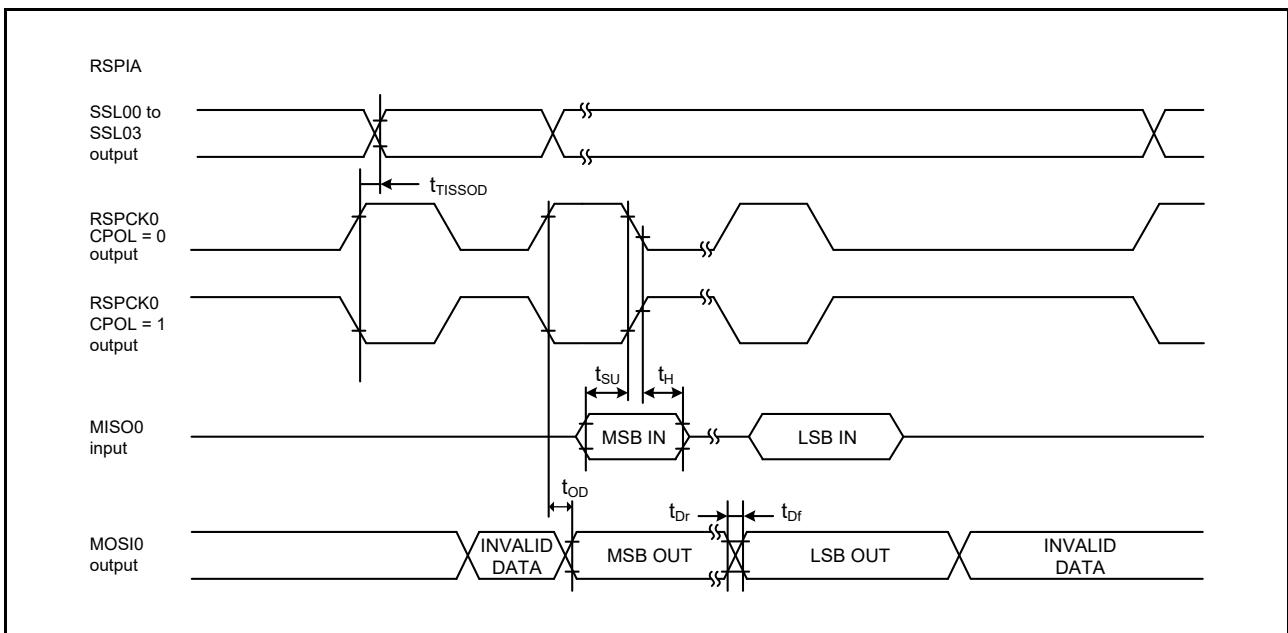 RSPIA
SSL00 to
SSL03
output
tTISSOD
RSPCK0
CPOL = 0
output
RSPCK0
CPOL = 1
output
tSU
tH
MISO0
input
MSB IN
LSB IN
tOD
tDr
tDf
MOSI0
output
INVALID
DATA
MSB OUT
LSB OUT
INVALID
DATA